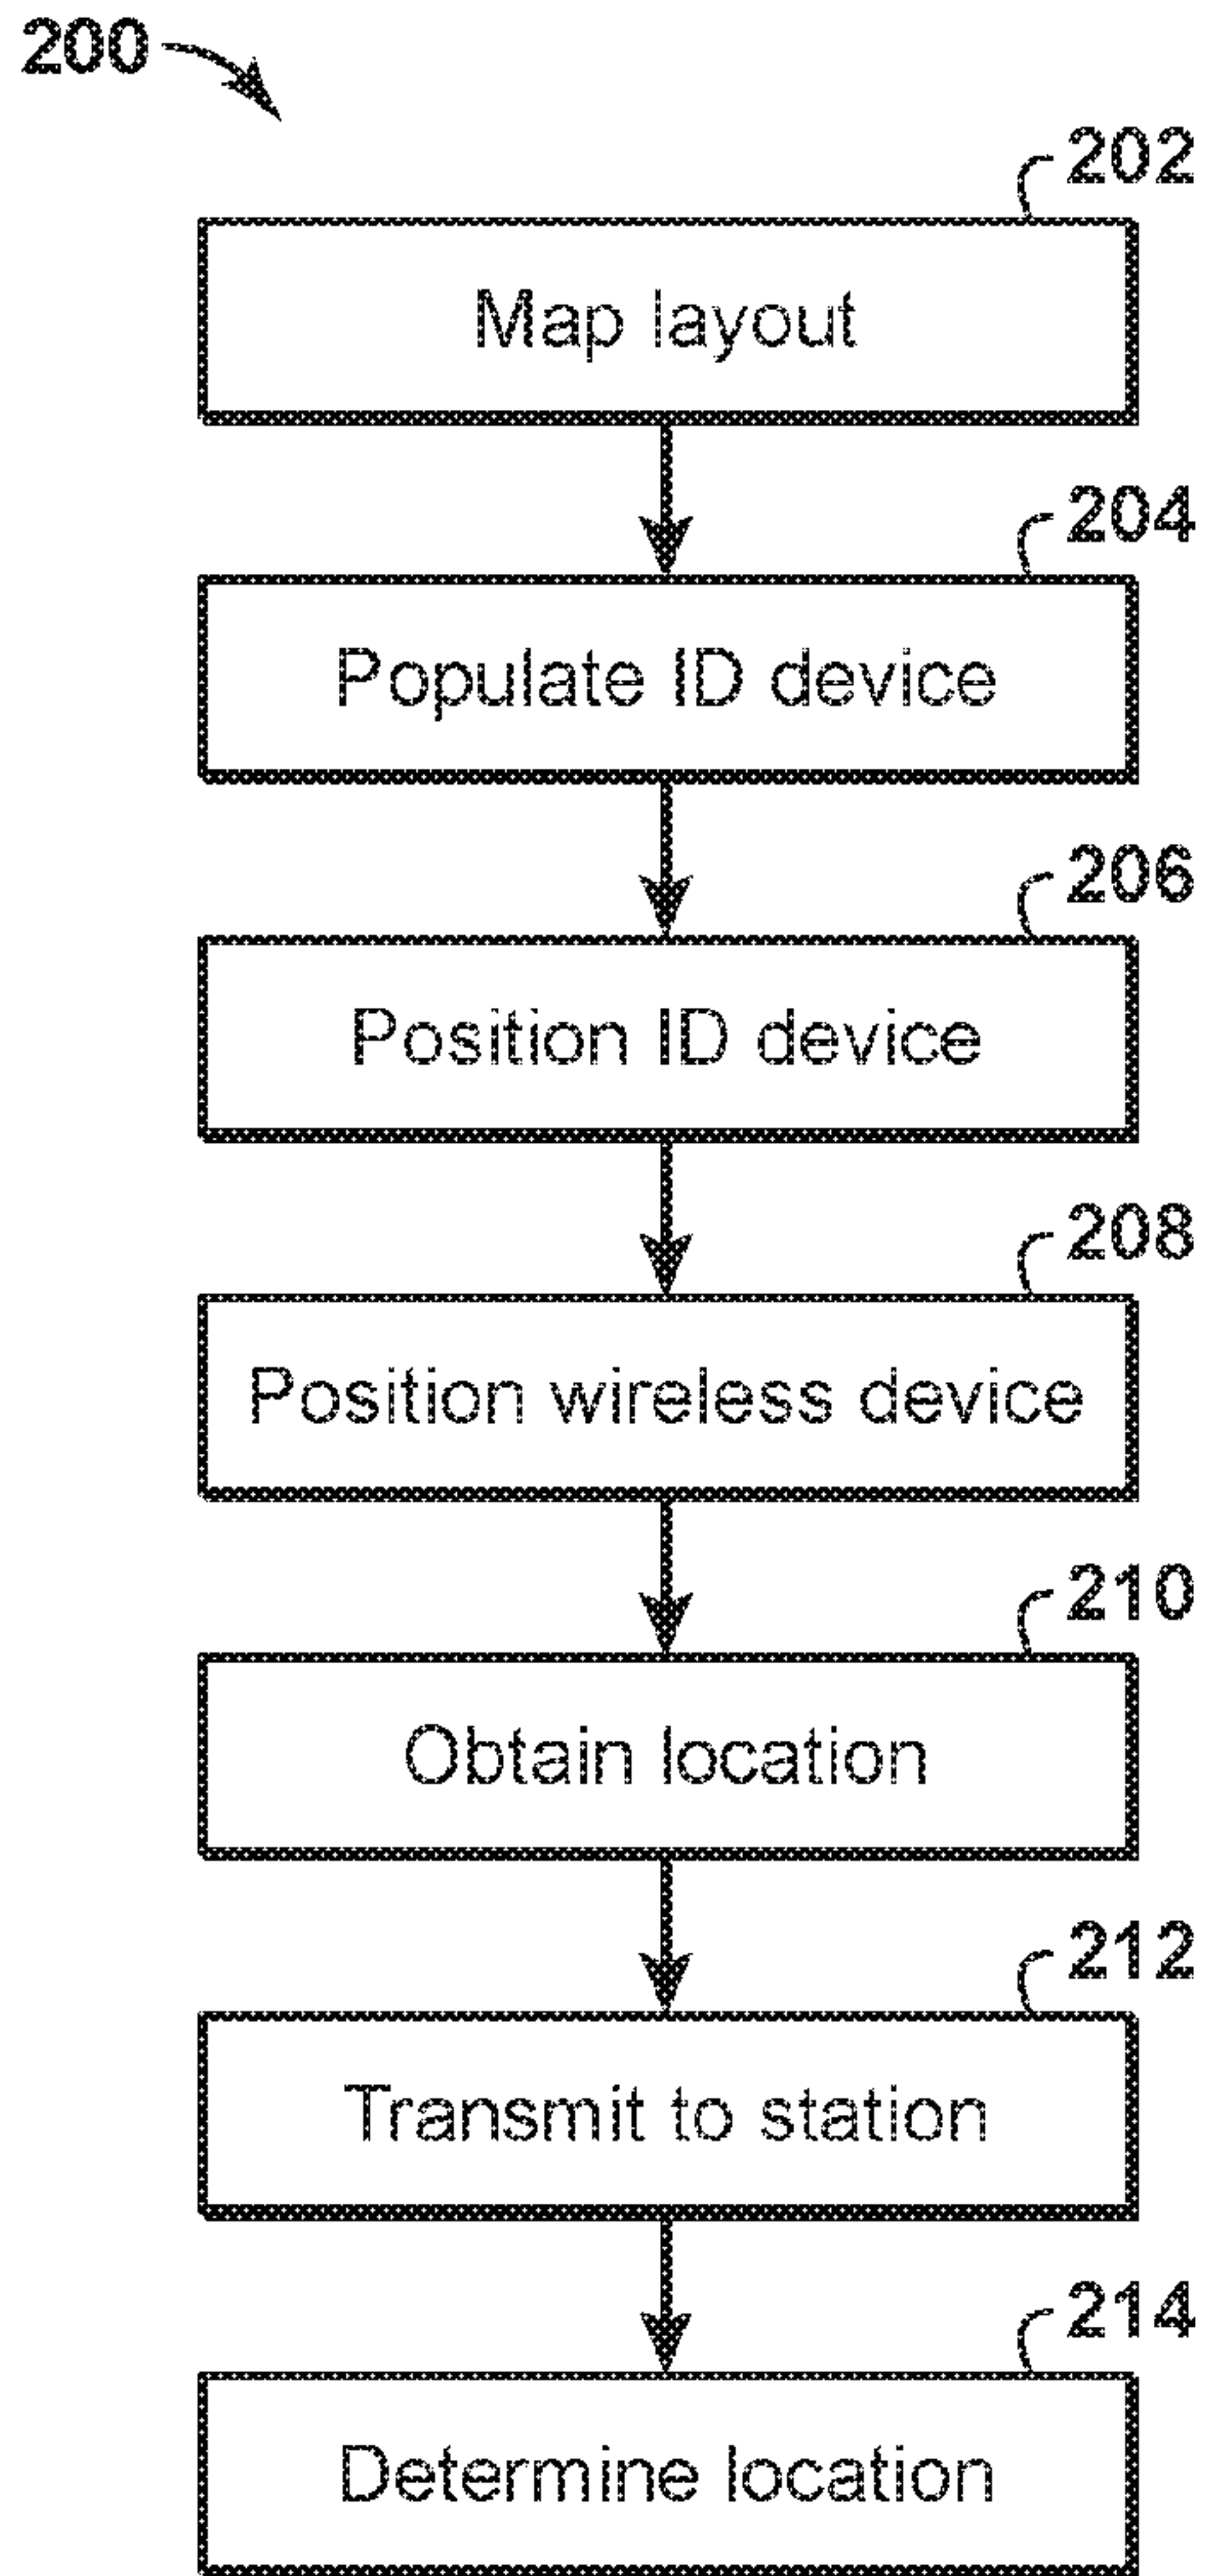 200
202
Map layout
204
Populate ID device
206
Position ID device
208
Position wireless device
210
Obtain location
212
Transmit to station
214
Determine location